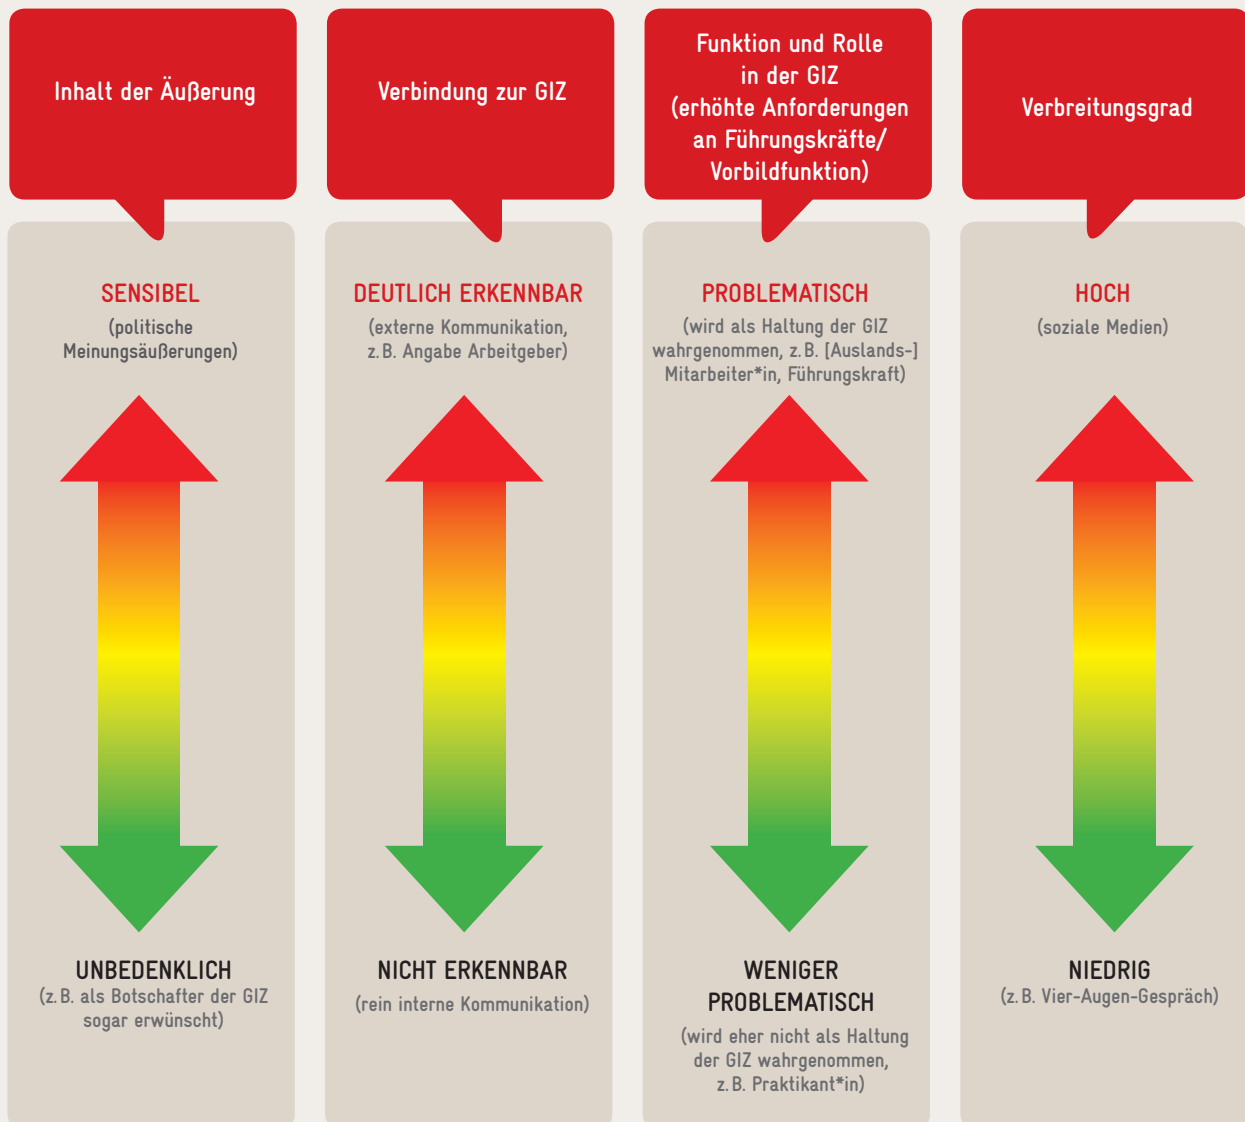 Inhalt der Äußerung
Verbindung zur GIZ
Funktion und Rolle
in der GIZ
(erhöhte Anforderungen
an Führungskräfte/
Vorbildfunktion)
Verbreitungsgrad
SENSIBEL
(politische
Meinungsäußerungen)
DEUTLICH ERKENNBAR
(externe Kommunikation,
z. B. Angabe Arbeitgeber)
PROBLEMATISCH
(wird als Haltung der GIZ
wahrgenommen, z. B. [Auslands-]
Mitarbeiter*in, Führungskraft)
HOCH
(soziale Medien)
UNBEDENKLICH
(z. B. als Botschafter der GIZ
sogar erwünscht)
NICHT ERKENNBAR
(rein interne Kommunikation)
WENIGER
PROBLEMATISCH
(wird eher nicht als Haltung
der GIZ wahrgenommen,
z. B. Praktikant*in)
NIEDRIG
(z. B. Vier-Augen-Gespräch)